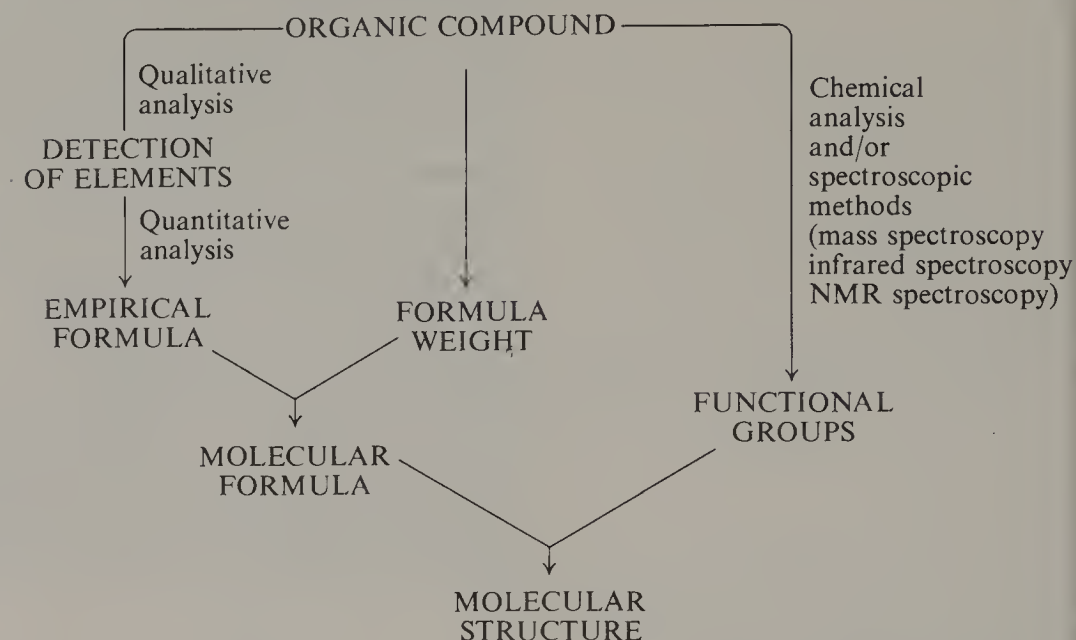 ORGANIC COMPOUND
Qualitative
analysis
DETECTION
OF ELEMENTS
Quantitative
analysis
EMPIRICAL
FORMULA
FORMULA
WEIGHT
MOLECULAR
FORMULA
Chemical
analysis
and/or
spectroscopic
methods
(mass spectroscopy
infrared spectroscopy
NMR spectroscopy)
FUNCTIONAL
GROUPS
MOLECULAR
STRUCTURE